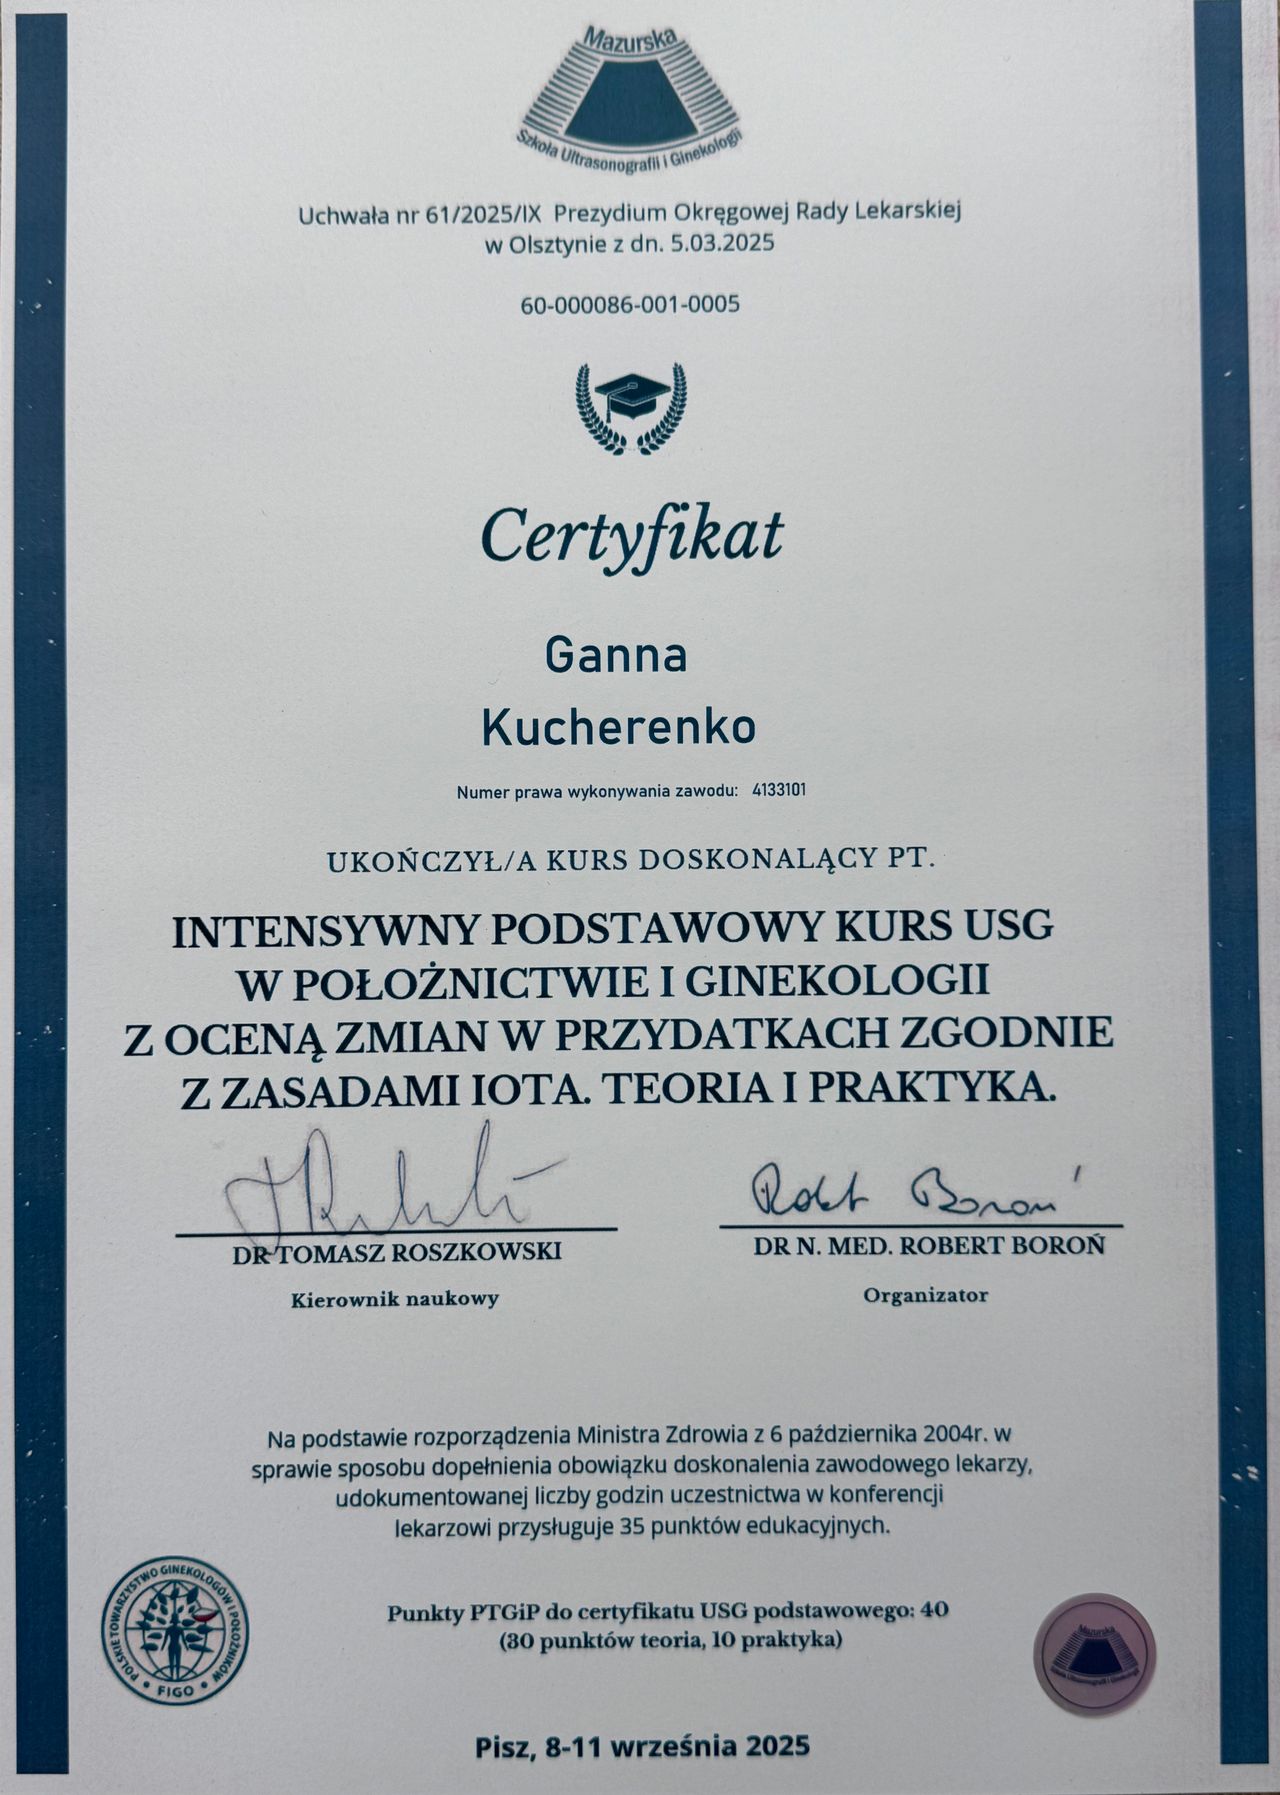 Mazurska
Szkoła Ultrasonografii i Ginekologii
Uchwała nr 61/2025/IX Prezydium Okręgowej Rady Lekarskiej
w Olsztynie z dn. 5.03.2025
60-000086-001-0005
Certyfikat
Ganna
Kucherenko
Numer prawa wykonywania zawodu: 4133101
UKOŃCZYŁ/A KURS DOSKONALĄCY PT.
INTENSYWNY PODSTAWOWY KURS USG
W POŁOŻNICTWIE I GINEKOLOGII
Z OCENĄ ZMIAN W PRZYDATKACH ZGODNIE
Z ZASADAMI IOTA. TEORIA I PRAKTYKA.
Robert Boroń
DR TOMASZ ROSZKOWSKI
DR N. MED. ROBERT BOROŃ
Kierownik naukowy
Organizator
Na podstawie rozporządzenia Ministra Zdrowia z 6 października 2004r. w
sprawie sposobu dopełnienia obowiązku doskonalenia zawodowego lekarzy,
udokumentowanej liczby godzin uczestnictwa w konferencji
lekarzowi przysługuje 35 punktów edukacyjnych.
POLSKIE TOWARZYSTWO GINEKOLOGÓW I POŁOŻNIKÓW
FIGO
Punkty PTGiP do certyfikatu USG podstawowego: 40
(30 punktów teoria, 10 praktyka)
Mazurska
Szkoła Ultrasonografii i Ginekologii
Pisz, 8-11 września 2025